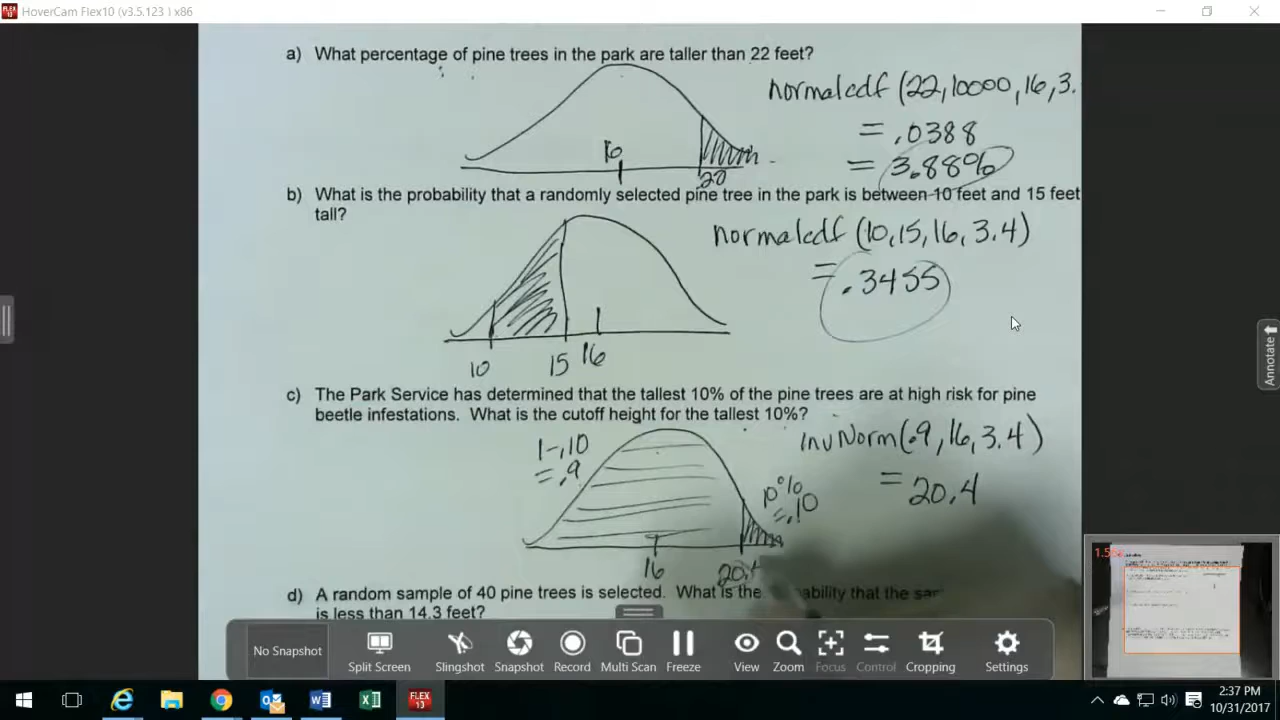 HoverCam Flex10 (v3.5.123 ) x86
a) What percentage of pine trees in the park are taller than 22 feet?
normalcdf (22,10000,16,3.
= .0388
= 3.88%
16
20
b) What is the probability that a randomly selected pine tree in the park is between 10 feet and 15 feet
tall?
normalcdf (10,15,16,3.4)
= .3455
10 15 16
c) The Park Service has determined that the tallest 10% of the pine trees are at high risk for pine
beetle infestations. What is the cutoff height for the tallest 10%?
1-.10
= .9
invNorm(.9,16,3.4)
= 20.4
10%
=.10
16 20.4
d) A random sample of 40 pine trees is selected. What is the
is less than 14.3 feet?
Annotate
1.5
No Snapshot
Split Screen Slingshot Snapshot Record Multi Scan Freeze View Zoom Focus Control Cropping Settings
FLEX
13
2:37 PM
10/31/2017